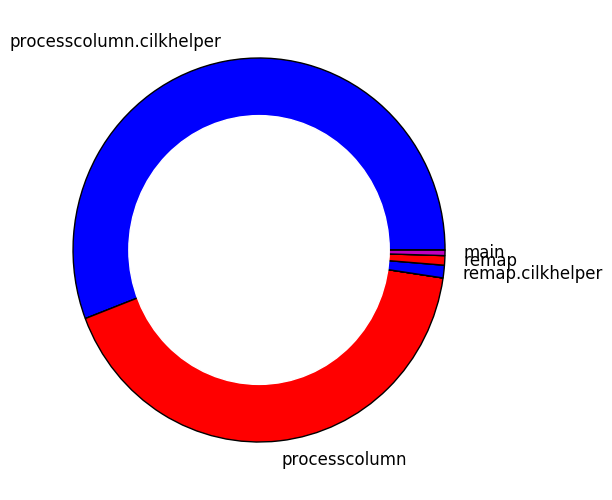 processcolumn.cilkhelper
main
remap
remap.cilkhelper
processcolumn